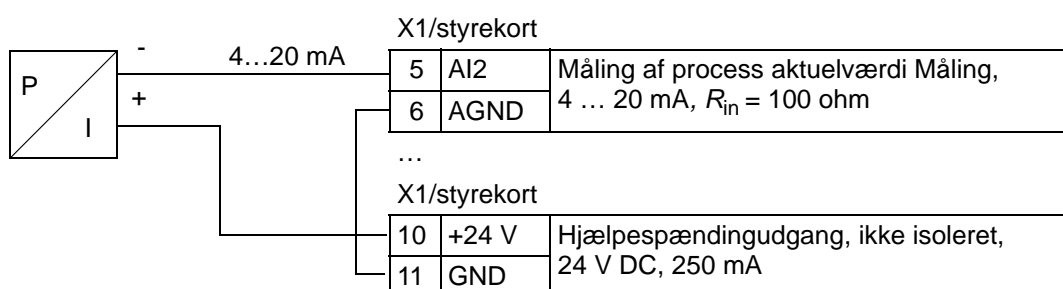 X1/styrekort
P
I
-
+
4…20 mA
5 AI2 Måling af process aktuelværdi Måling,
6 AGND 4 … 20 mA, Rin = 100 ohm
…
X1/styrekort
10 +24 V Hjælpespændingudgang, ikke isoleret,
11 GND 24 V DC, 250 mA